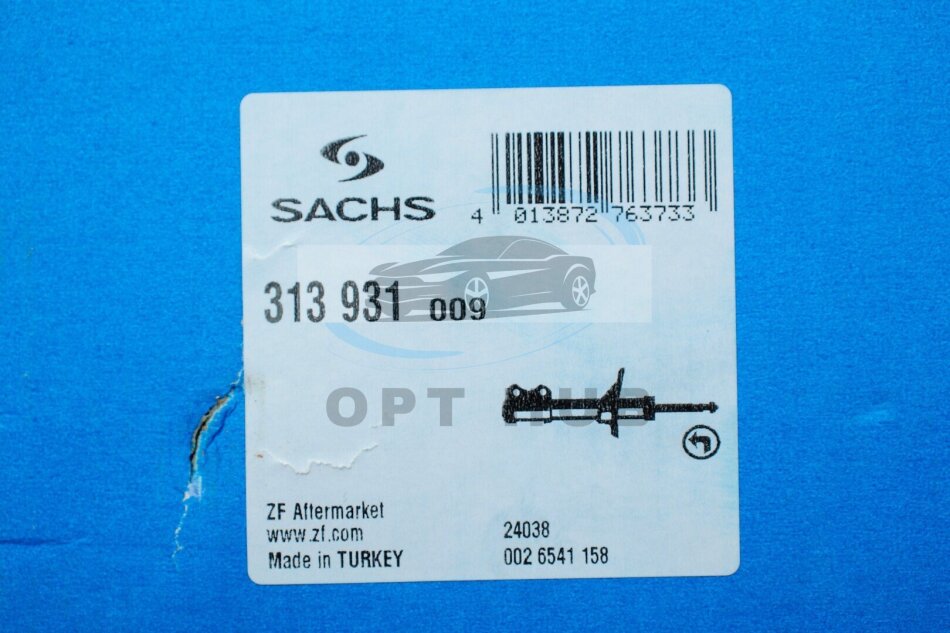 SACHS
4 013872 763733
313 931 009
OPT HUB
ZF Aftermarket
www.zf.com
Made in TURKEY
24038
002 6541 158